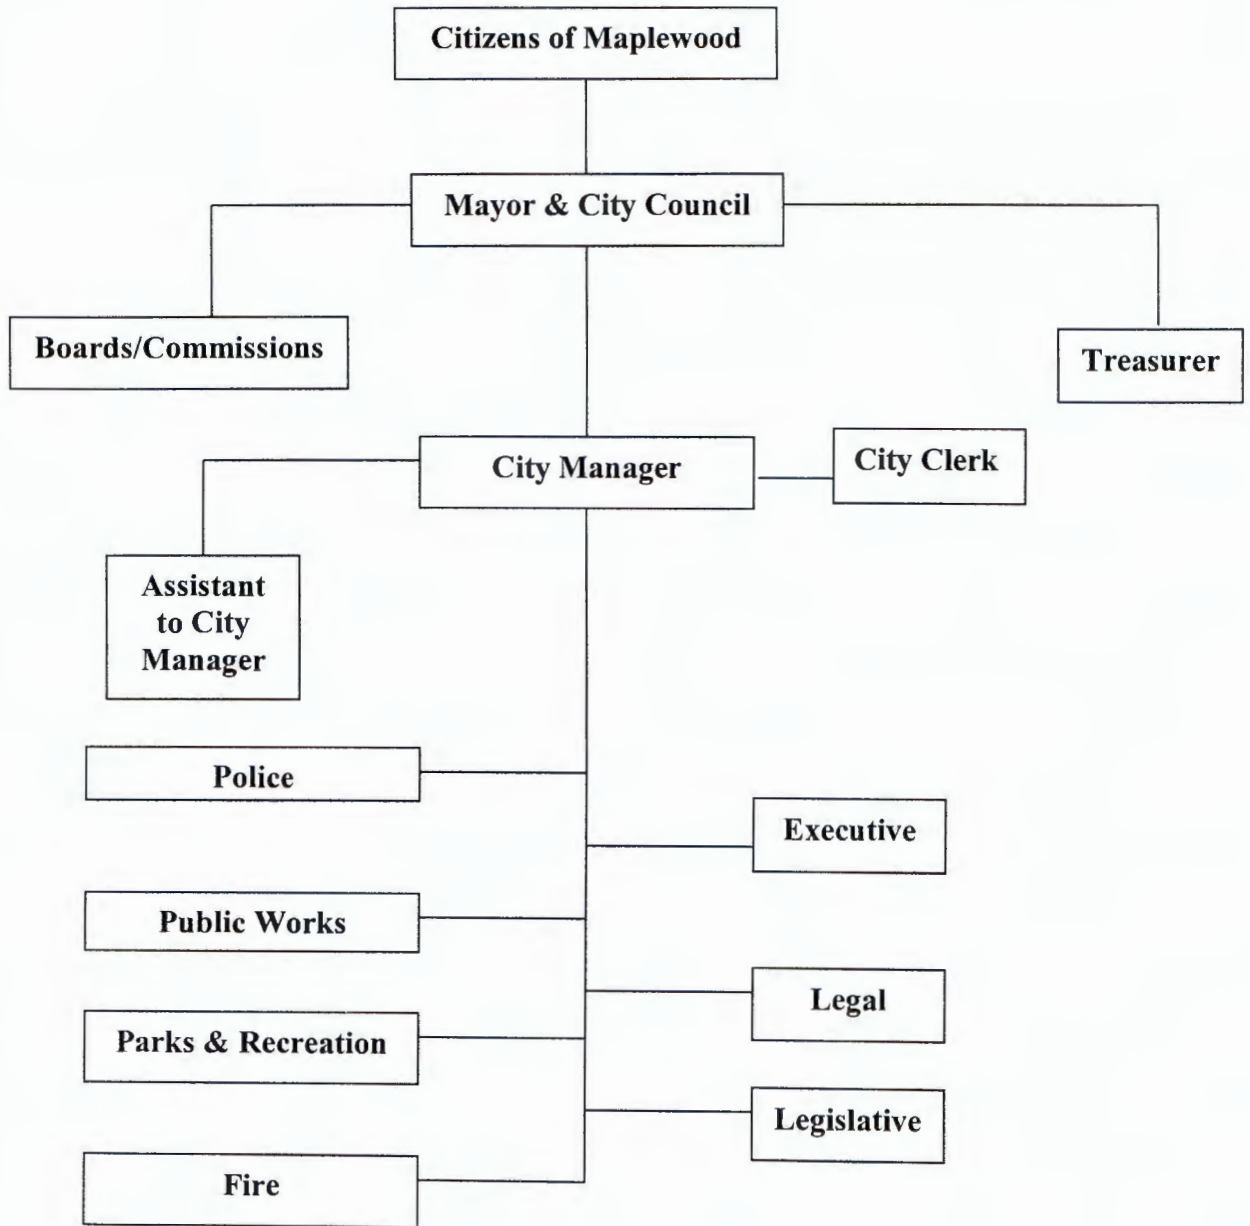 Citizens of Maplewood
Mayor & City Council
Boards/Commissions
Treasurer
City Manager
City Clerk
Assistant
to City
Manager
Police
Executive
Public Works
Legal
Parks & Recreation
Legislative
Fire